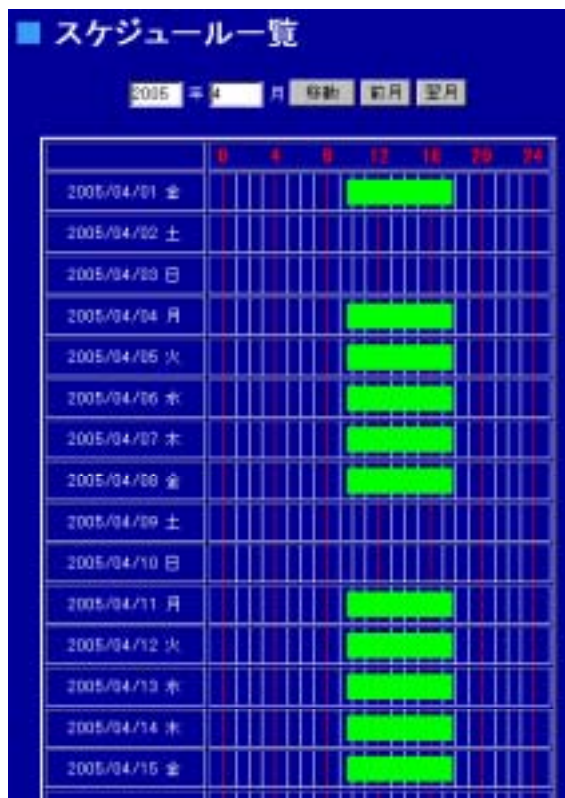 スケジュール一覧
2005 年 4 月 移動 前月 翌月
0 4 8 12 16 20 24
2005/04/01 金
2005/04/02 土
2005/04/03 日
2005/04/04 月
2005/04/05 火
2005/04/06 水
2005/04/07 木
2005/04/08 金
2005/04/09 土
2005/04/10 日
2005/04/11 月
2005/04/12 火
2005/04/13 水
2005/04/14 木
2005/04/15 金